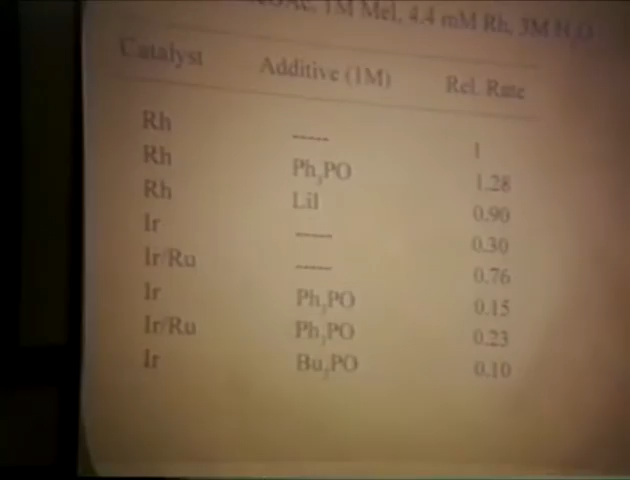 1M MeI, 4.4 mM Rh, 3M H₂O
Catalyst Additive (1M) Rel. Rate
Rh ----- 1
Rh Ph₃PO 1.28
Rh LiI 0.90
Ir ----- 0.30
Ir/Ru ----- 0.76
Ir Ph₃PO 0.15
Ir/Ru Ph₃PO 0.23
Ir Bu₃PO 0.10